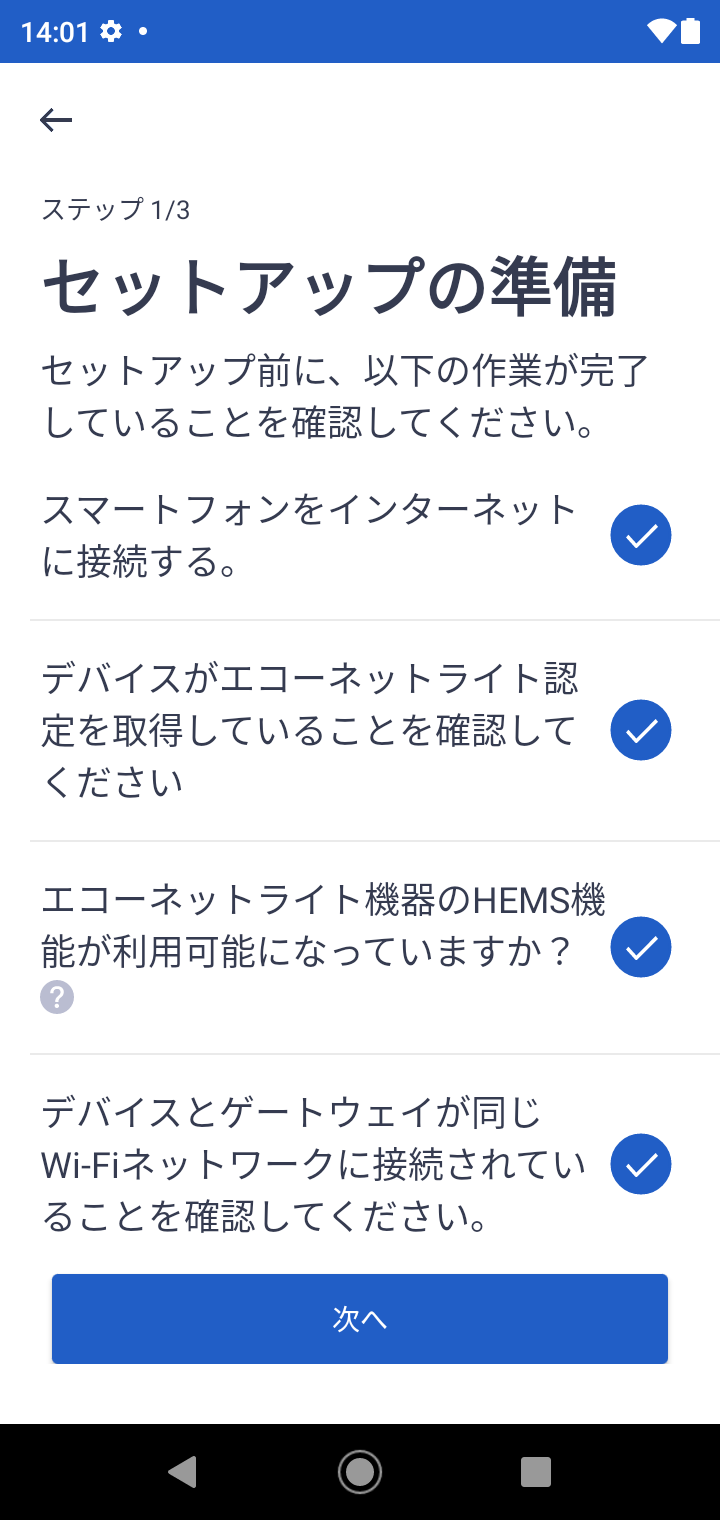 14:01
ステップ 1/3
セットアップの準備
セットアップ前に、以下の作業が完了
していることを確認してください。
スマートフォンをインターネット
に接続する。
デバイスがエコーネットライト認
定を取得していることを確認して
ください
エコーネットライト機器のHEMS機
能が利用可能になっていますか？
?
デバイスとゲートウェイが同じ
Wi-Fiネットワークに接続されてい
ることを確認してください。
次へ